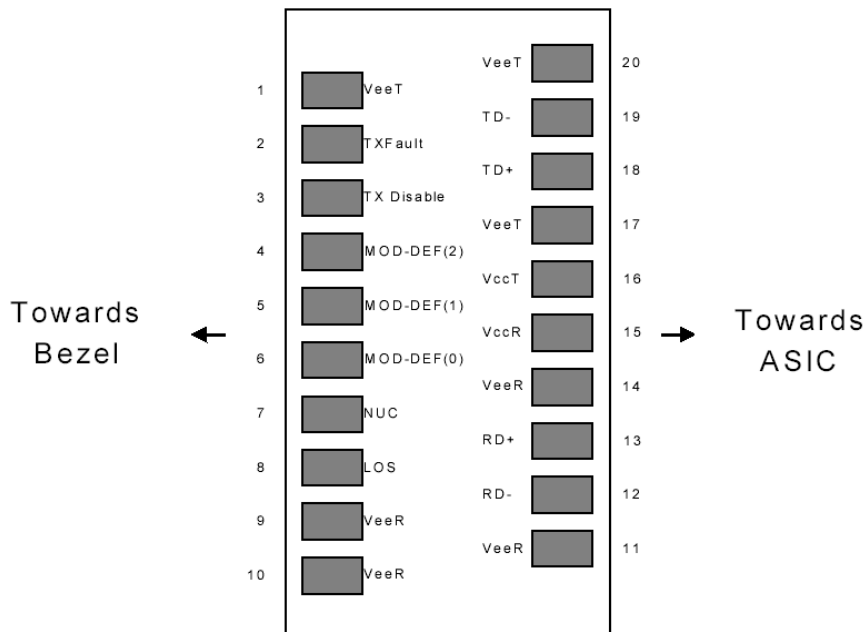 VeeT 20
1 VeeT
TD- 19
2 TXFault
TD+ 18
3 TX Disable
VeeT 17
4 MOD-DEF(2)
VccT 16
5 MOD-DEF(1)
Towards
Bezel
VccR 15
Towards
ASIC
6 MOD-DEF(0)
VeeR 14
7 NUC
RD+ 13
8 LOS
RD- 12
9 VeeR
VeeR 11
10 VeeR